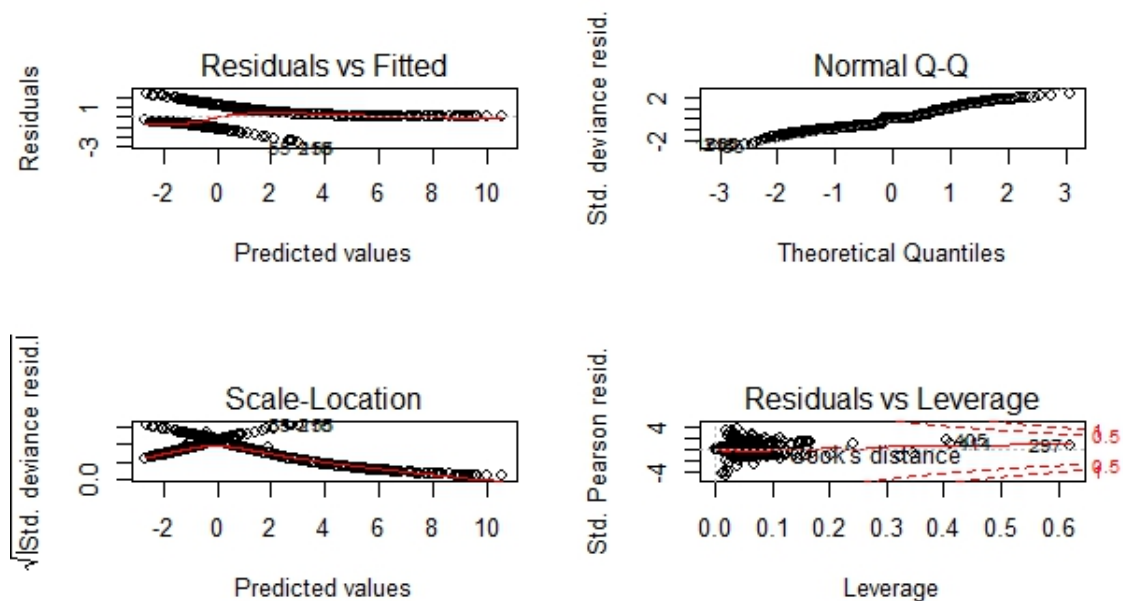 Residuals vs Fitted
Residuals
1
-3
-2 0 2 4 6 8 10
Predicted values
Normal Q-Q
Std. deviance resid.
2
-2
-3 -2 -1 0 1 2 3
Theoretical Quantiles
Scale-Location
√|Std. deviance resid.|
0.0
-2 0 2 4 6 8 10
Predicted values
Residuals vs Leverage
Std. Pearson resid.
4
-4
405
297
Cook's distance
1
0.5
0.5
1
0.0 0.1 0.2 0.3 0.4 0.5 0.6
Leverage